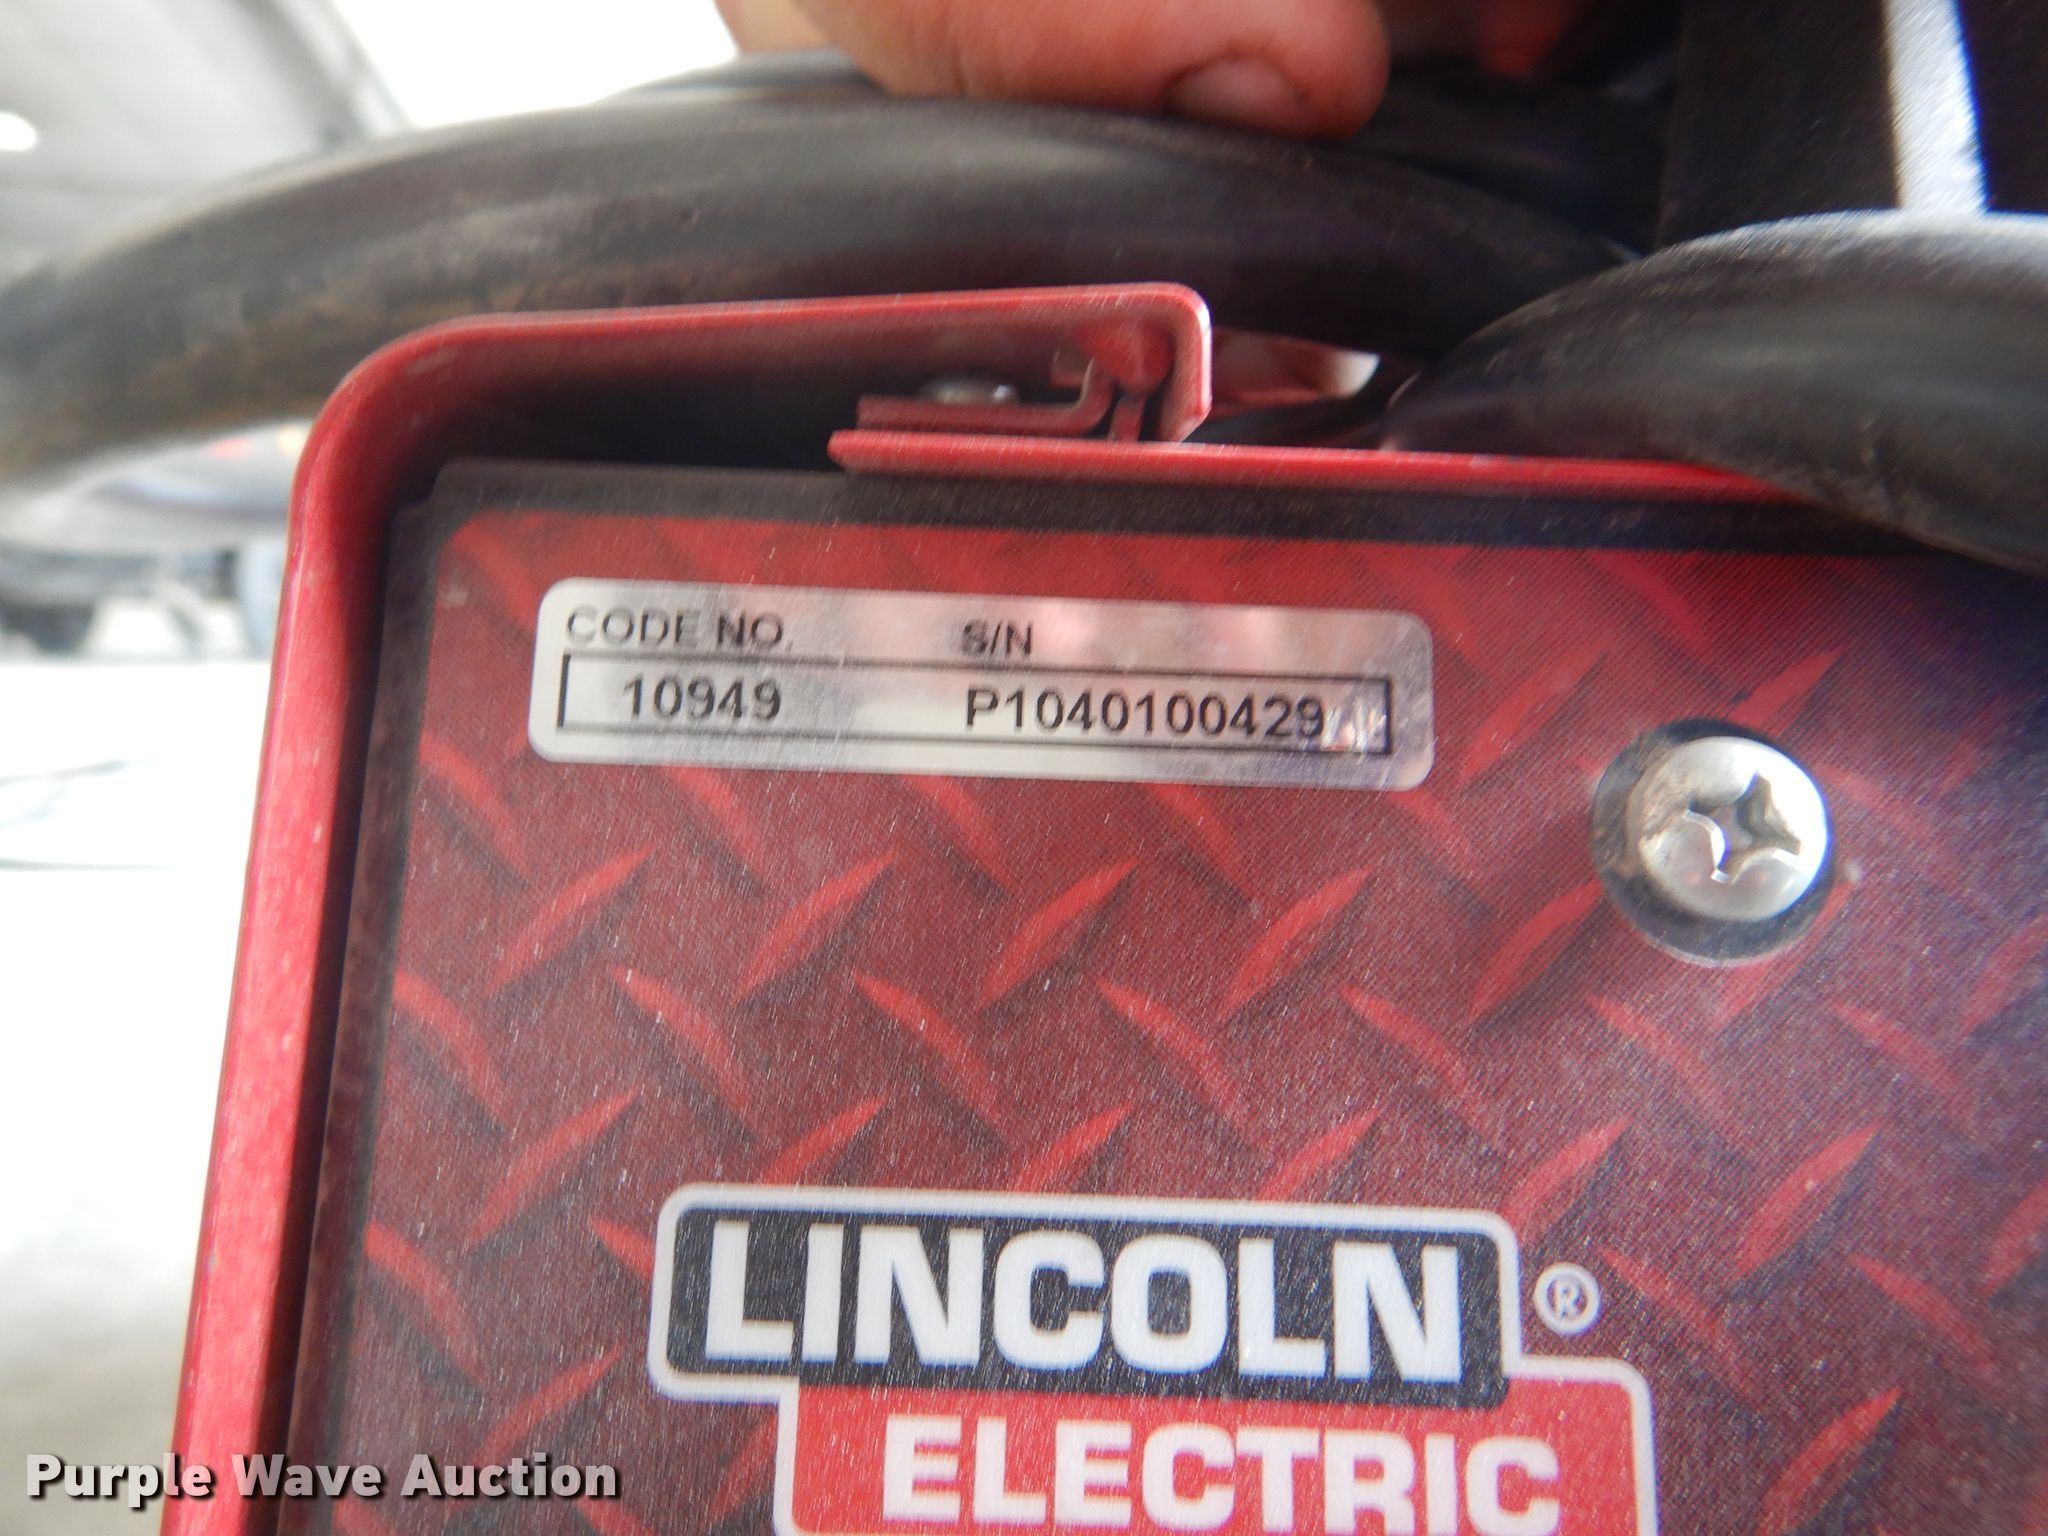 CODE NO. S/N
10949 P1040100429
LINCOLN ®
ELECTRIC
Purple Wave Auction